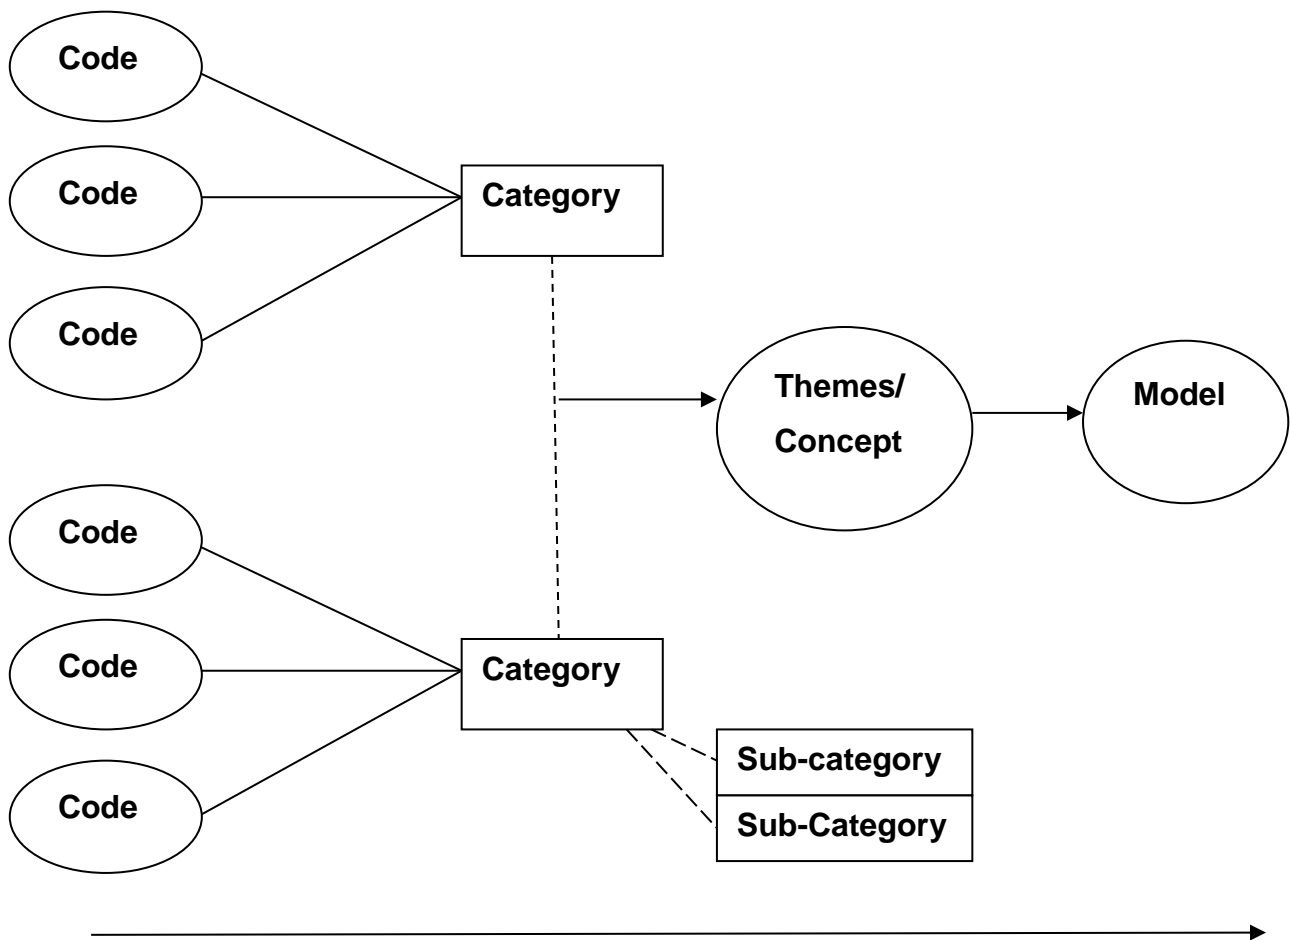 Code
Code
Category
Code
Themes/
Concept
Model
Code
Code
Category
Sub-category
Code
Sub-Category